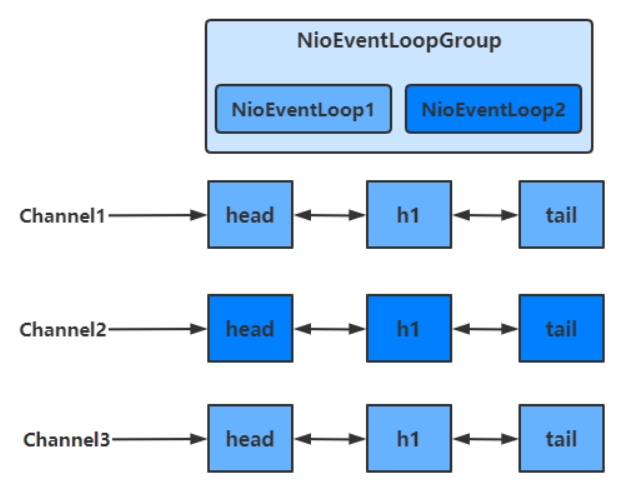 NioEventLoopGroup
NioEventLoop1 NioEventLoop2
Channel1 head h1 tail
Channel2 head h1 tail
Channel3 head h1 tail